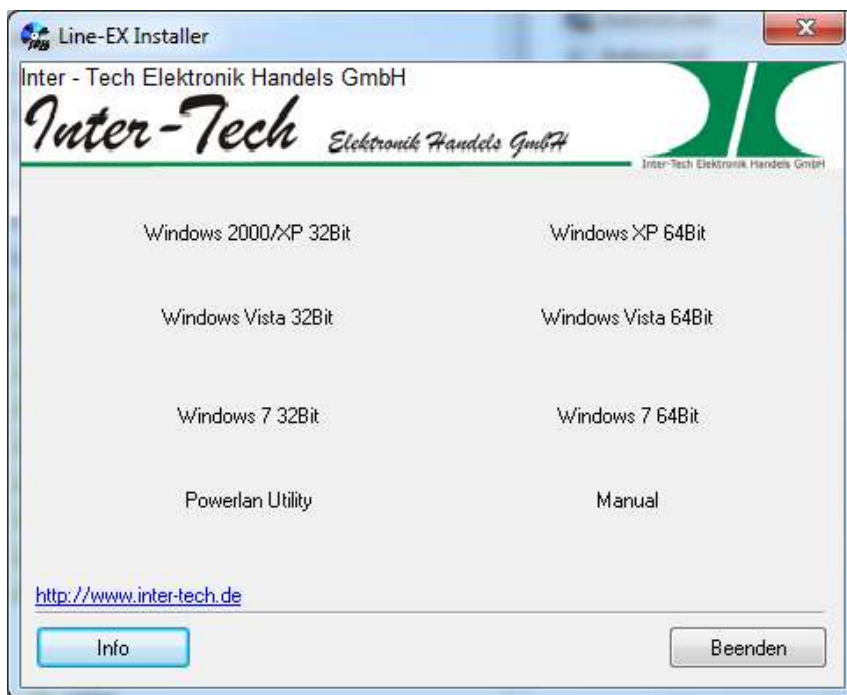 Line-EX Installer
Inter - Tech Elektronik Handels GmbH
Inter-Tech Elektronik Handels GmbH
Inter-Tech Elektronik Handels GmbH
Windows 2000/XP 32Bit
Windows XP 64Bit
Windows Vista 32Bit
Windows Vista 64Bit
Windows 7 32Bit
Windows 7 64Bit
Powerlan Utility
Manual
http://www.inter-tech.de
Info
Beenden